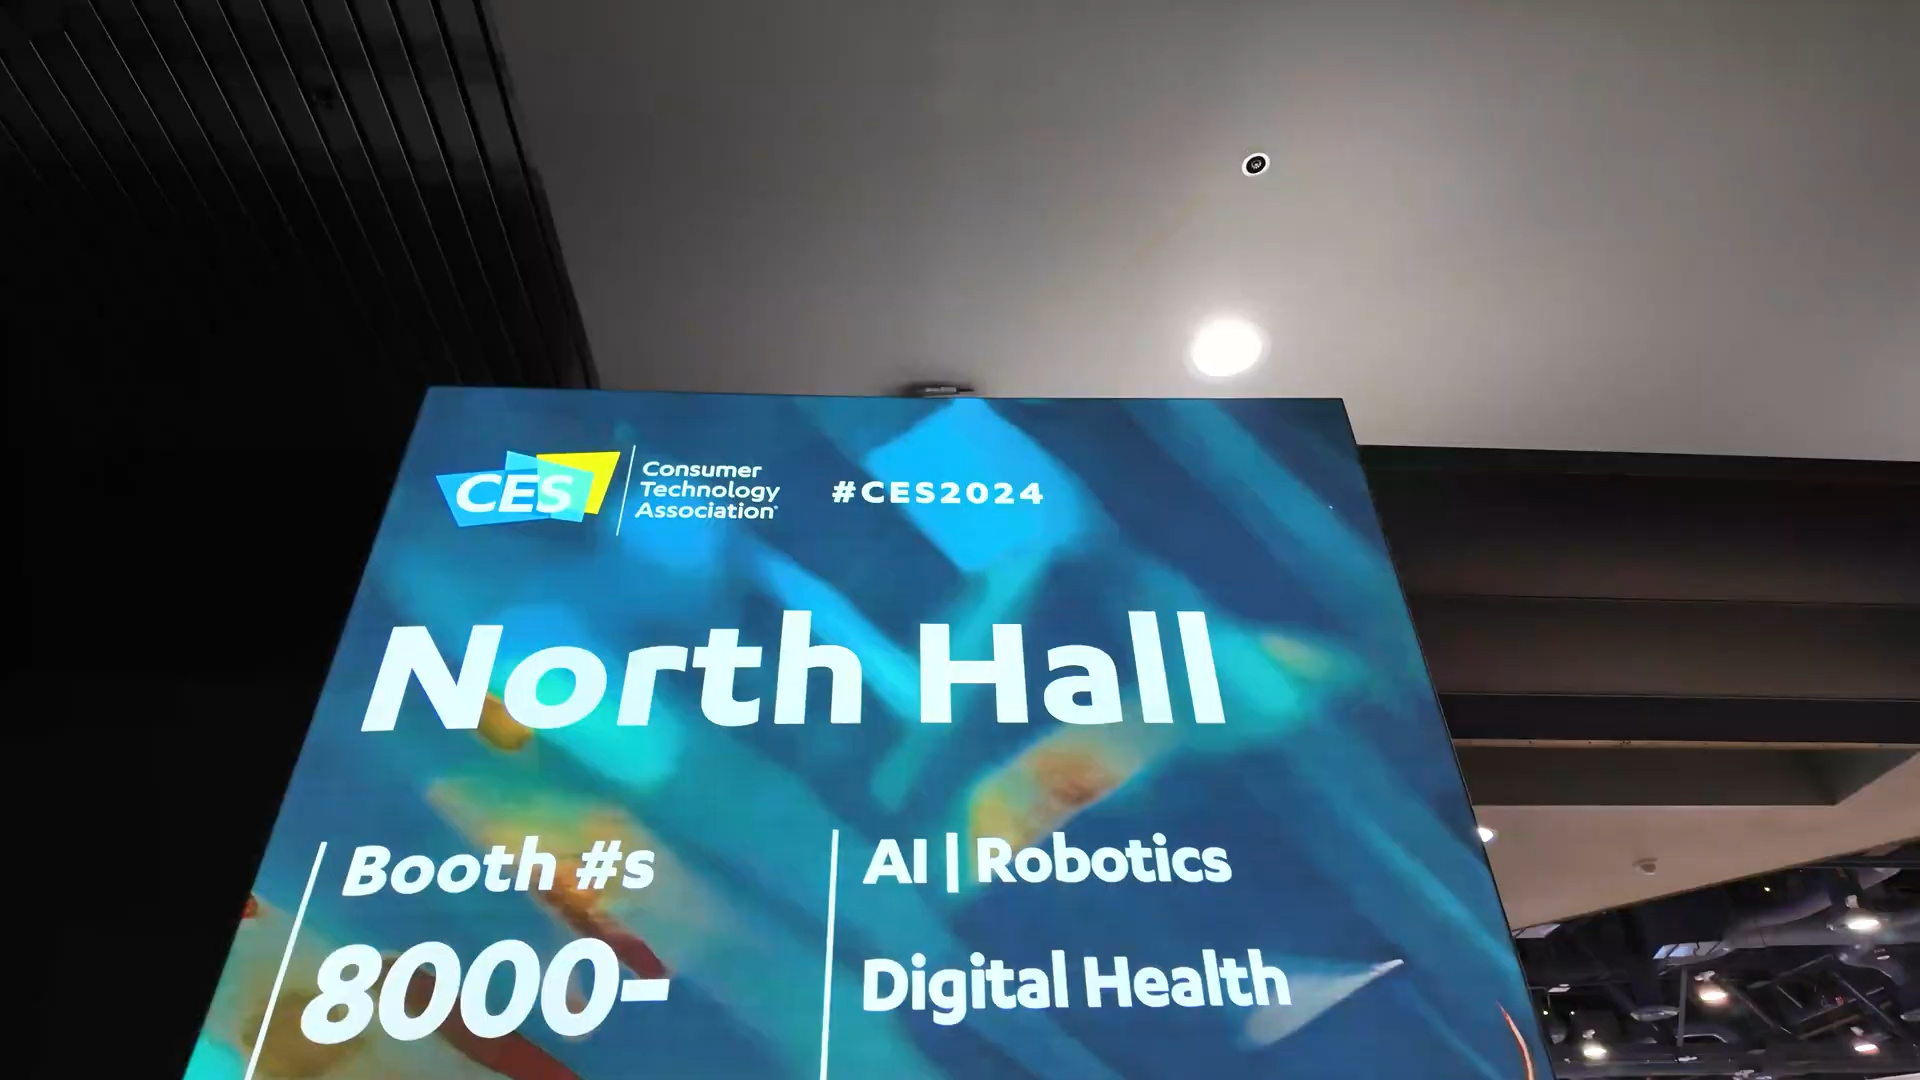 CES
Consumer
Technology
Association
#CES2024
North Hall
Booth #s
8000-
AI | Robotics
Digital Health